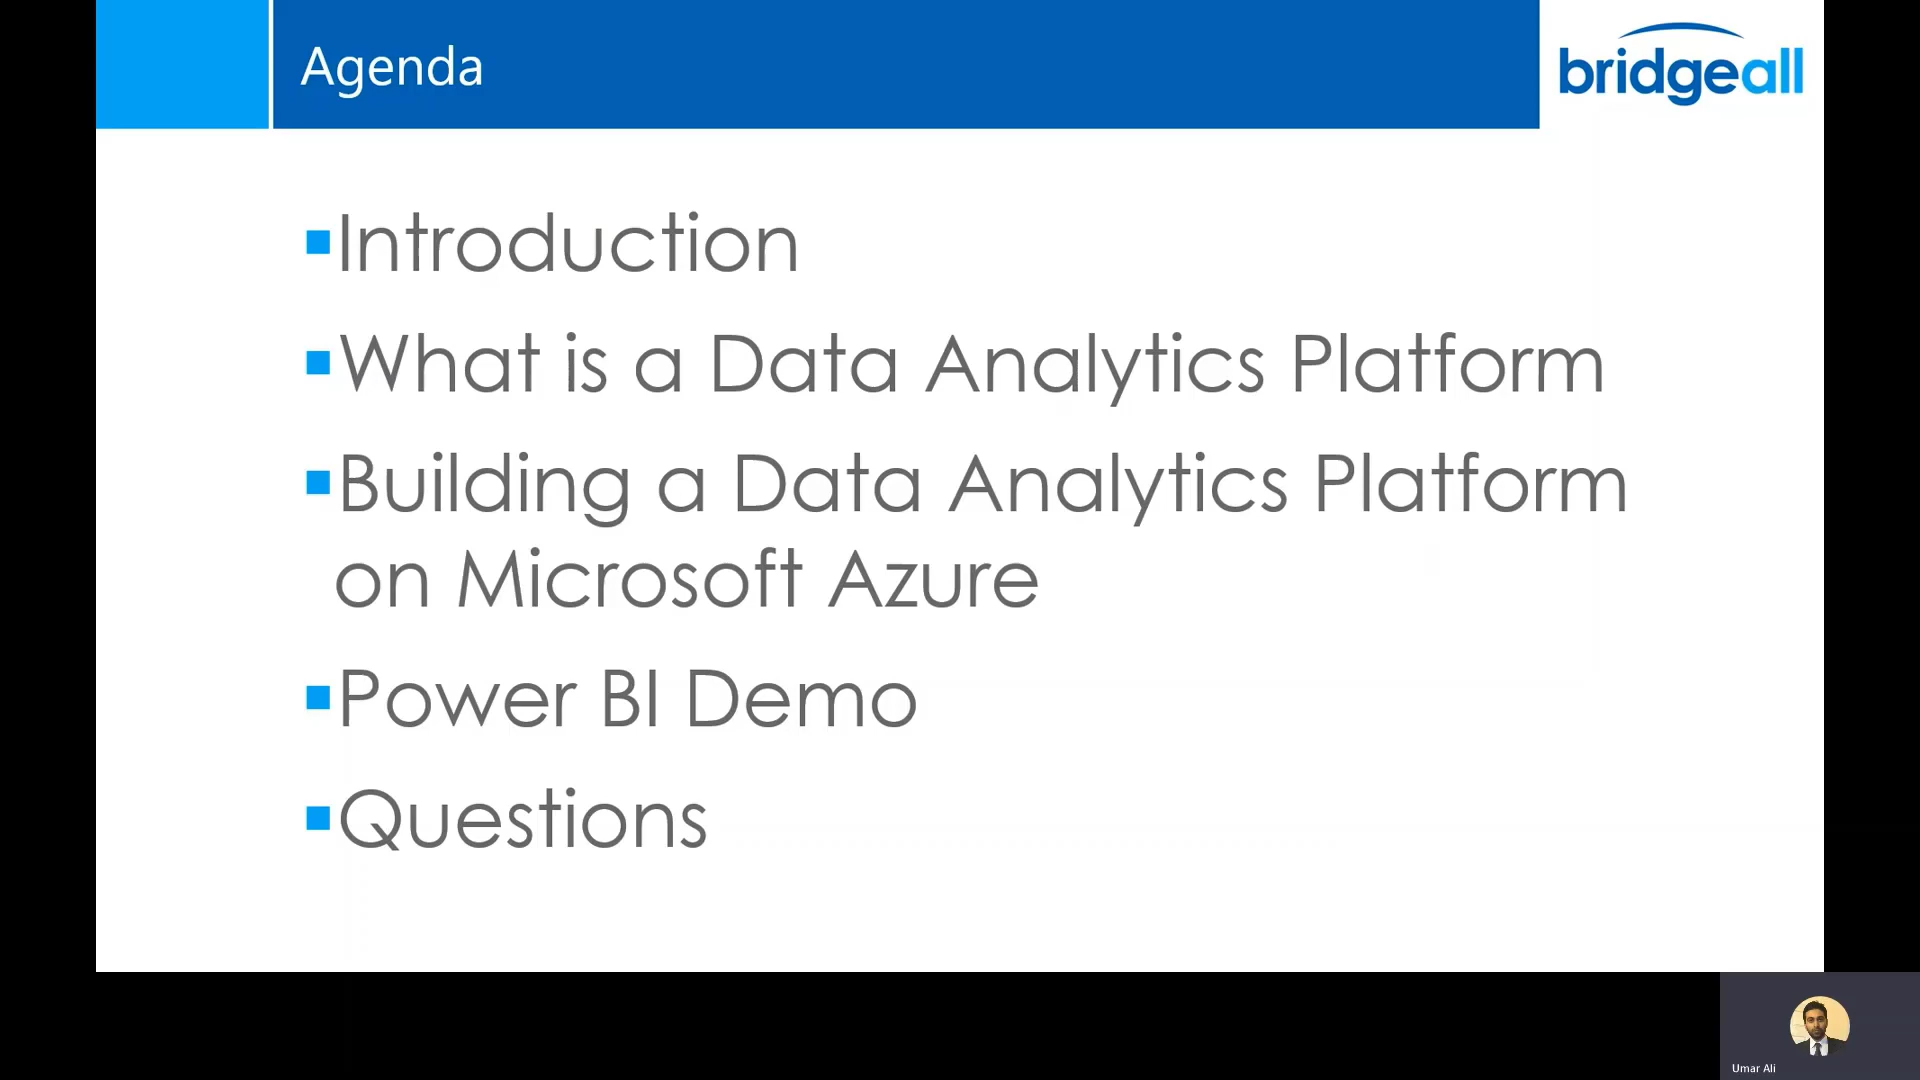 Agenda
bridgeall
Introduction
What is a Data Analytics Platform
Building a Data Analytics Platform
on Microsoft Azure
Power BI Demo
Questions
Umar Ali